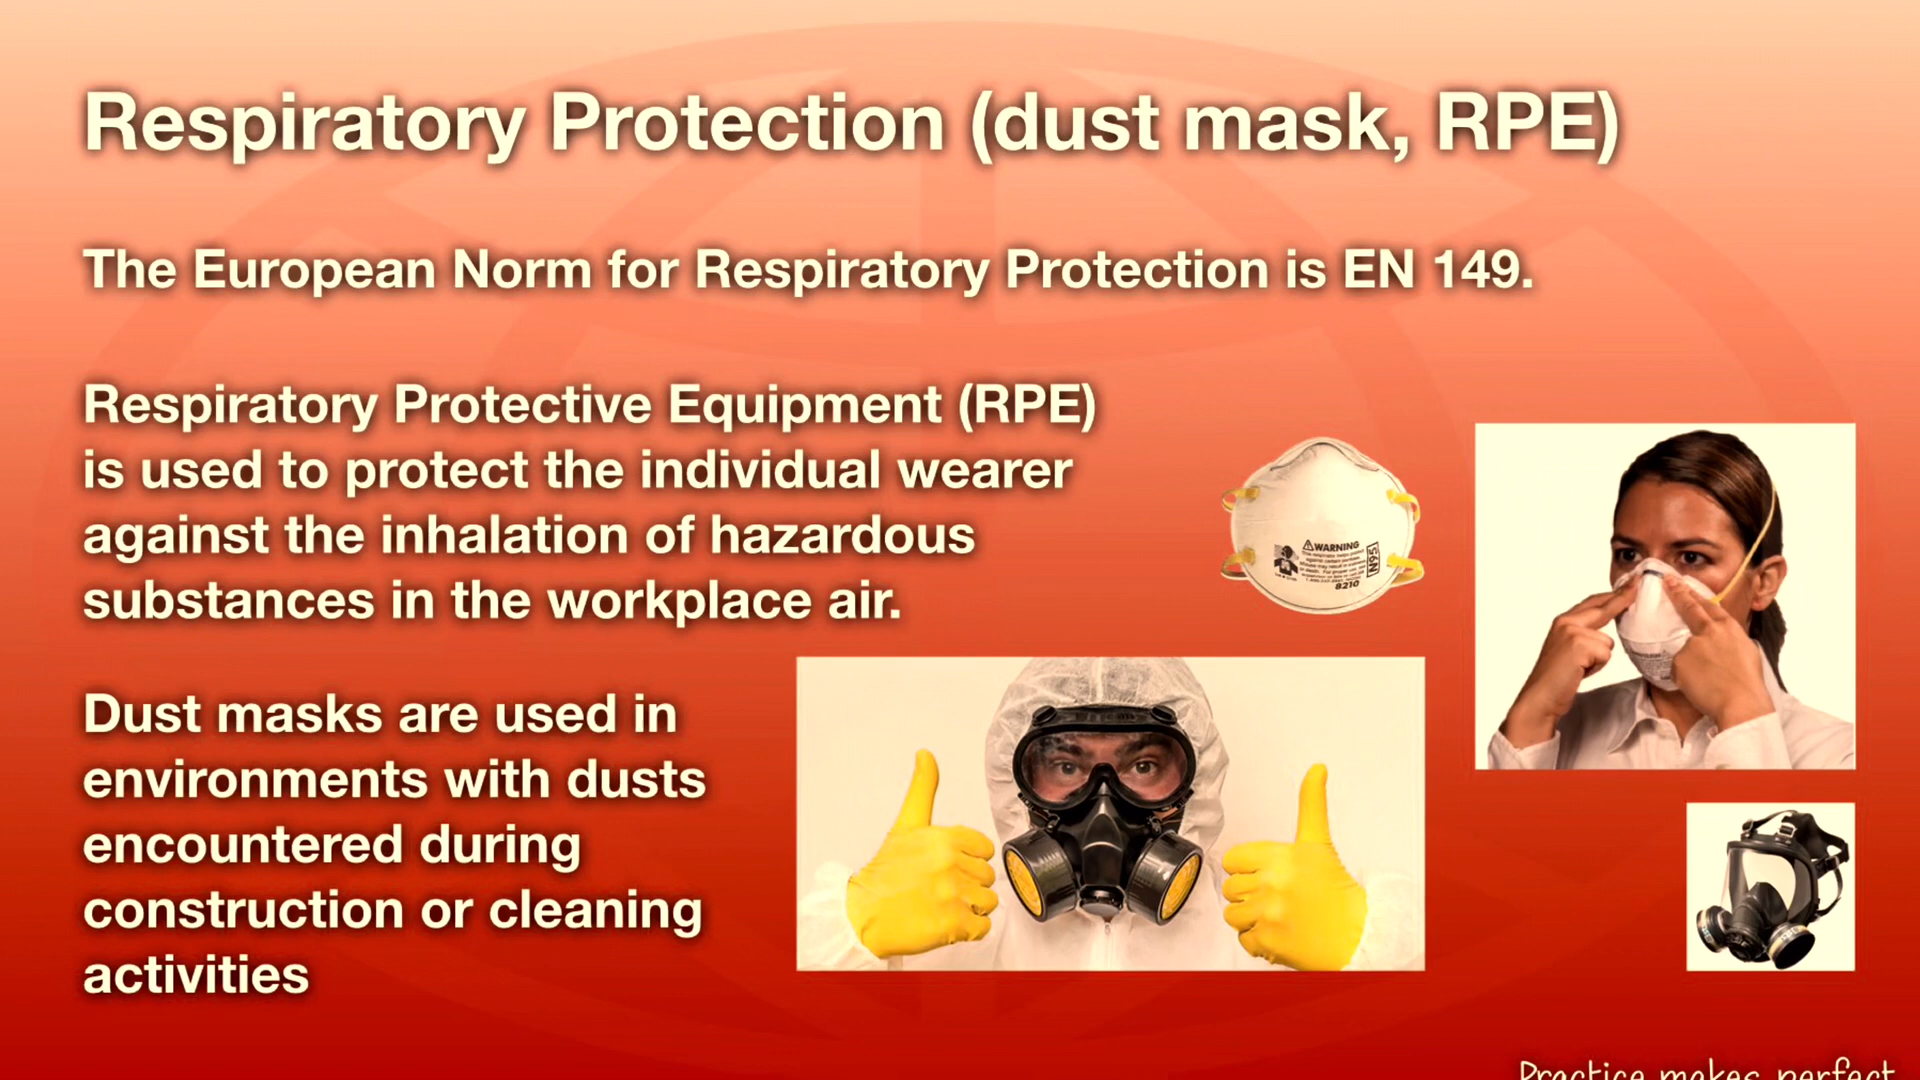 Respiratory Protection (dust mask, RPE)
The European Norm for Respiratory Protection is EN 149.
Respiratory Protective Equipment (RPE)
is used to protect the individual wearer
against the inhalation of hazardous
substances in the workplace air.
Dust masks are used in
environments with dusts
encountered during
construction or cleaning
activities
WARNING
N95
8210
Practice makes perfect